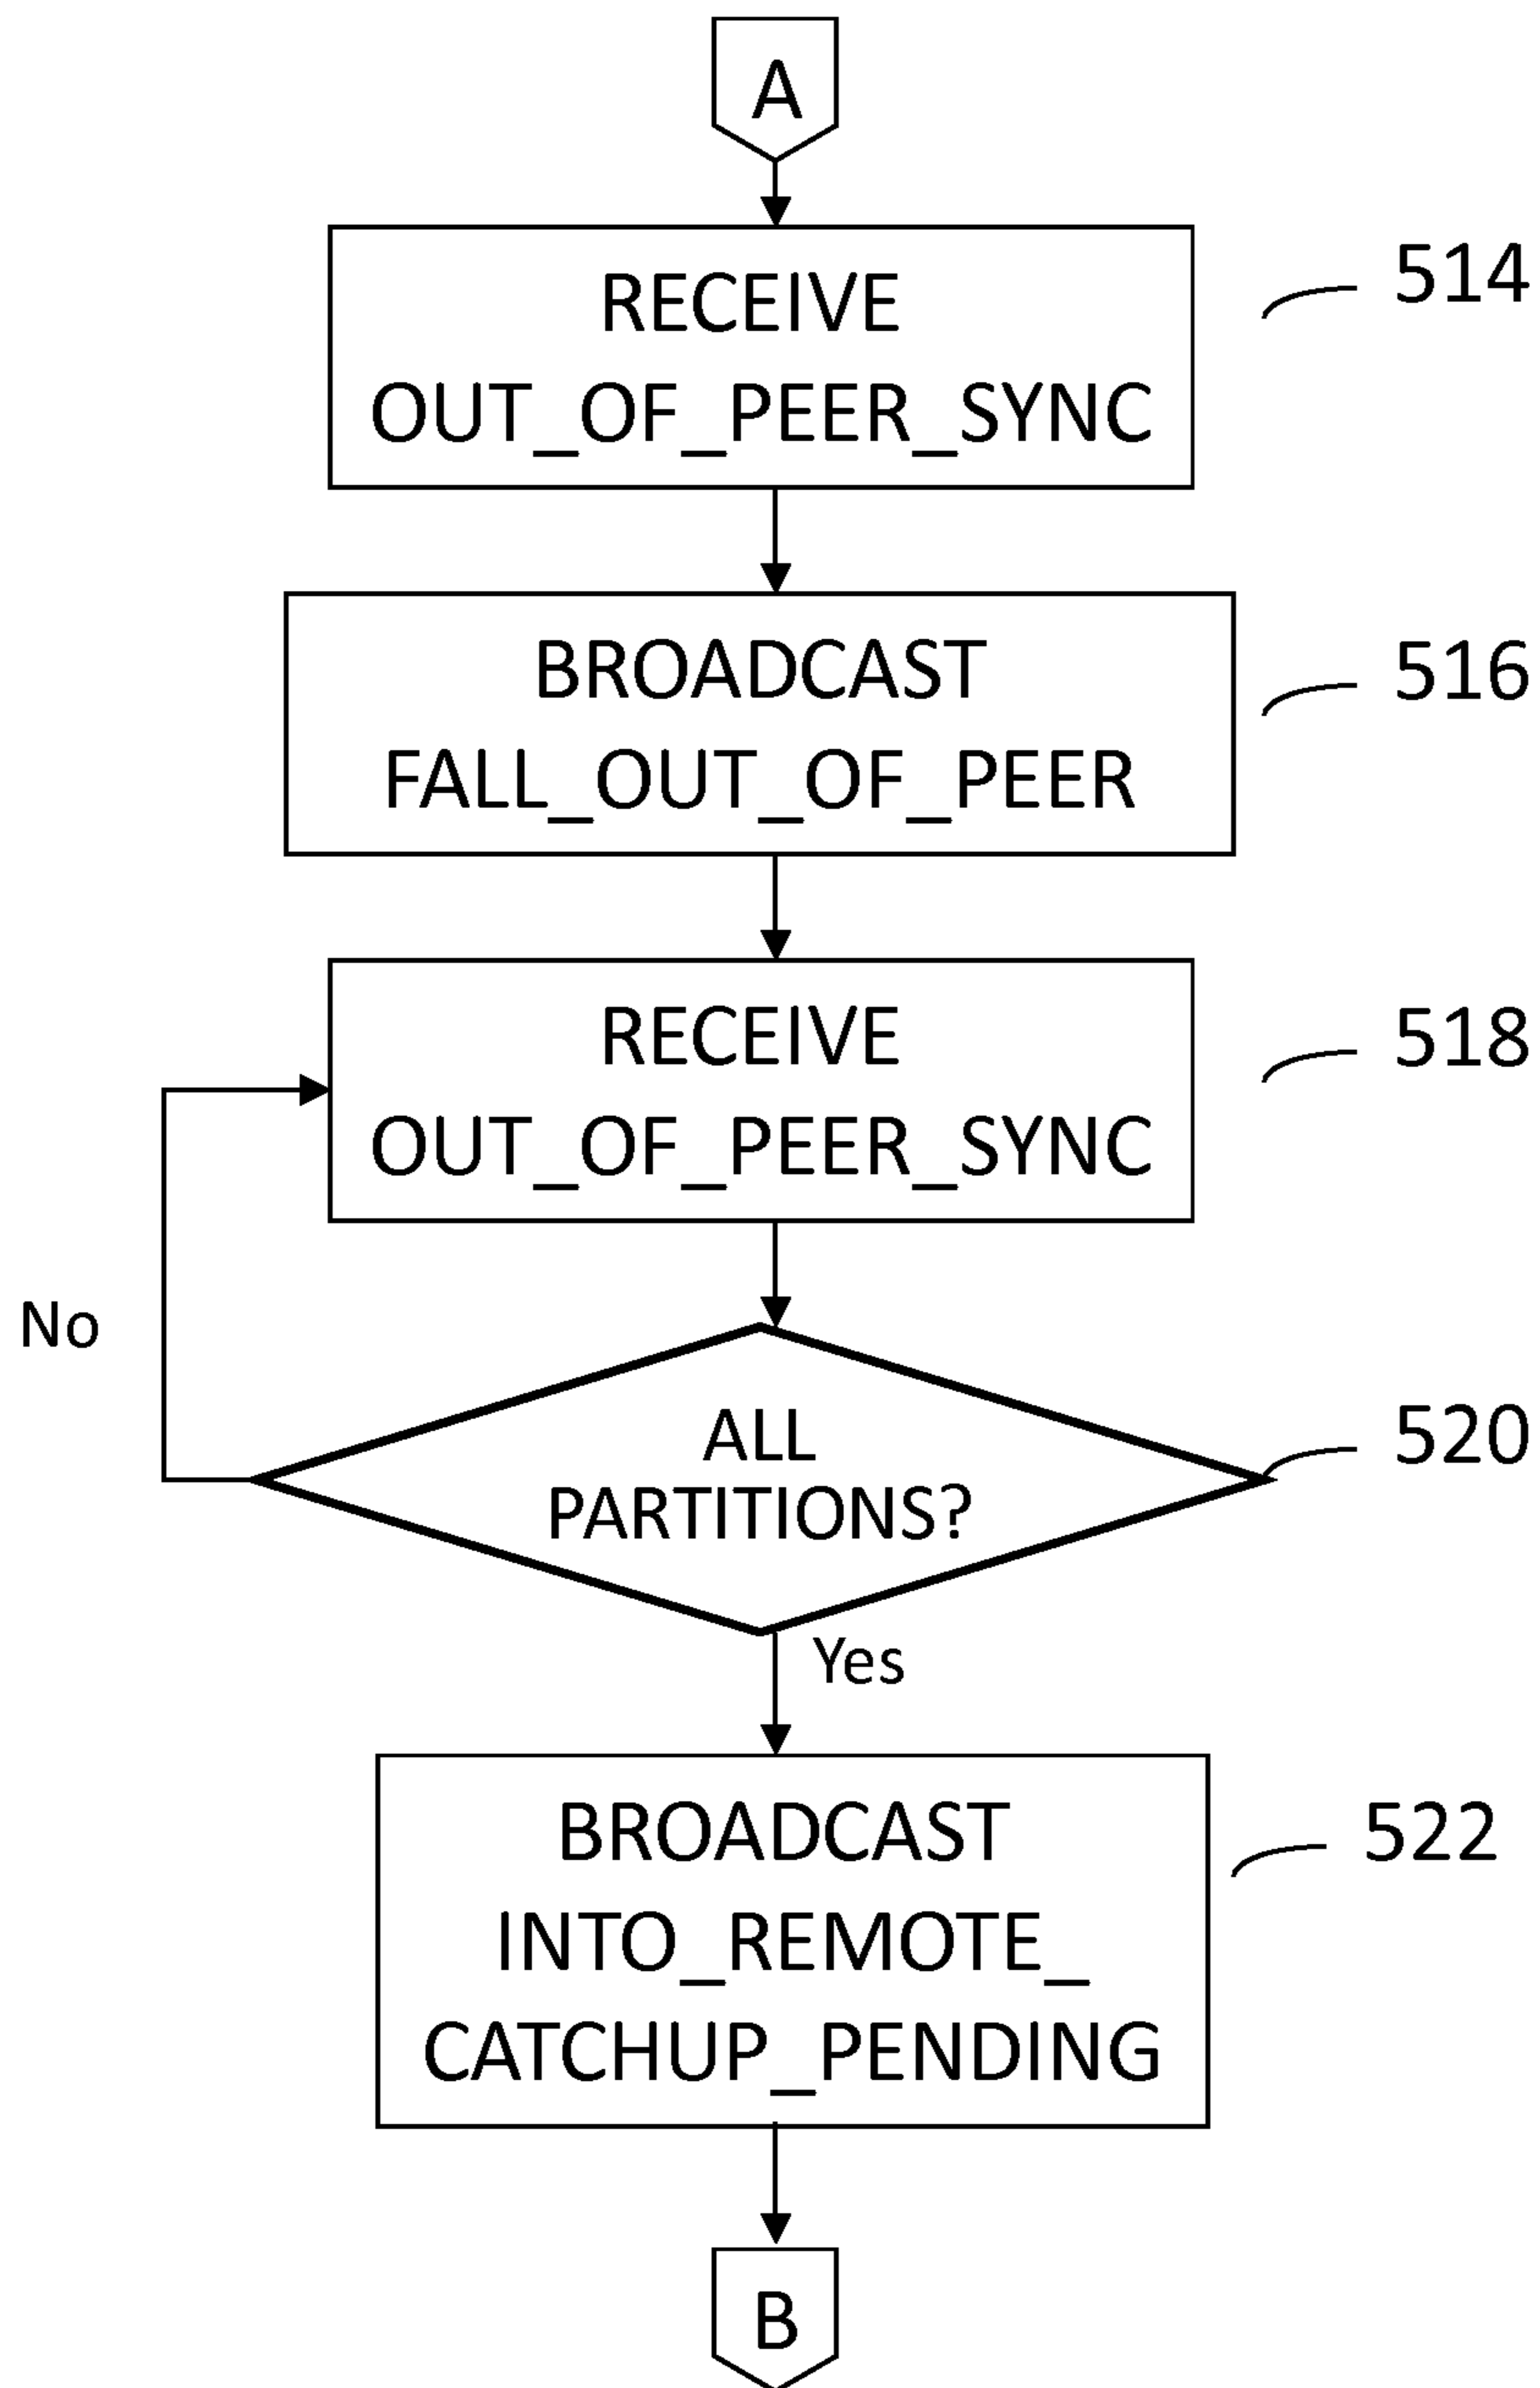 A
RECEIVE
OUT_OF_PEER_SYNC
514
BROADCAST
FALL_OUT_OF_PEER
516
RECEIVE
OUT_OF_PEER_SYNC
518
No
ALL
PARTITIONS?
520
Yes
BROADCAST
INTO_REMOTE_
CATCHUP_PENDING
522
B